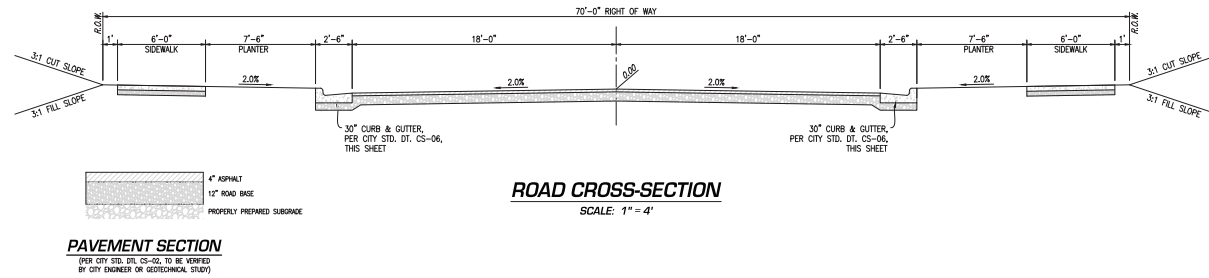 70'-0" RIGHT OF WAY
R.O.W.
R.O.W.
1'
6'-0"
SIDEWALK
7'-6"
PLANTER
2'-6"
18'-0"
18'-0"
2'-6"
7'-6"
PLANTER
6'-0"
SIDEWALK
1'
3:1 CUT SLOPE
3:1 FILL SLOPE
2.0%
2.0%
0.00
2.0%
2.0%
3:1 CUT SLOPE
3:1 FILL SLOPE
30" CURB & GUTTER,
PER CITY STD. DT. CS-06,
THIS SHEET
30" CURB & GUTTER,
PER CITY STD. DT. CS-06,
THIS SHEET
4" ASPHALT
12" ROAD BASE
PROPERLY PREPARED SUBGRADE
PAVEMENT SECTION
(PER CITY STD. DTL CS-02, TO BE VERIFIED
BY CITY ENGINEER OR GEOTECHNICAL STUDY)
ROAD CROSS-SECTION
SCALE: 1" = 4'